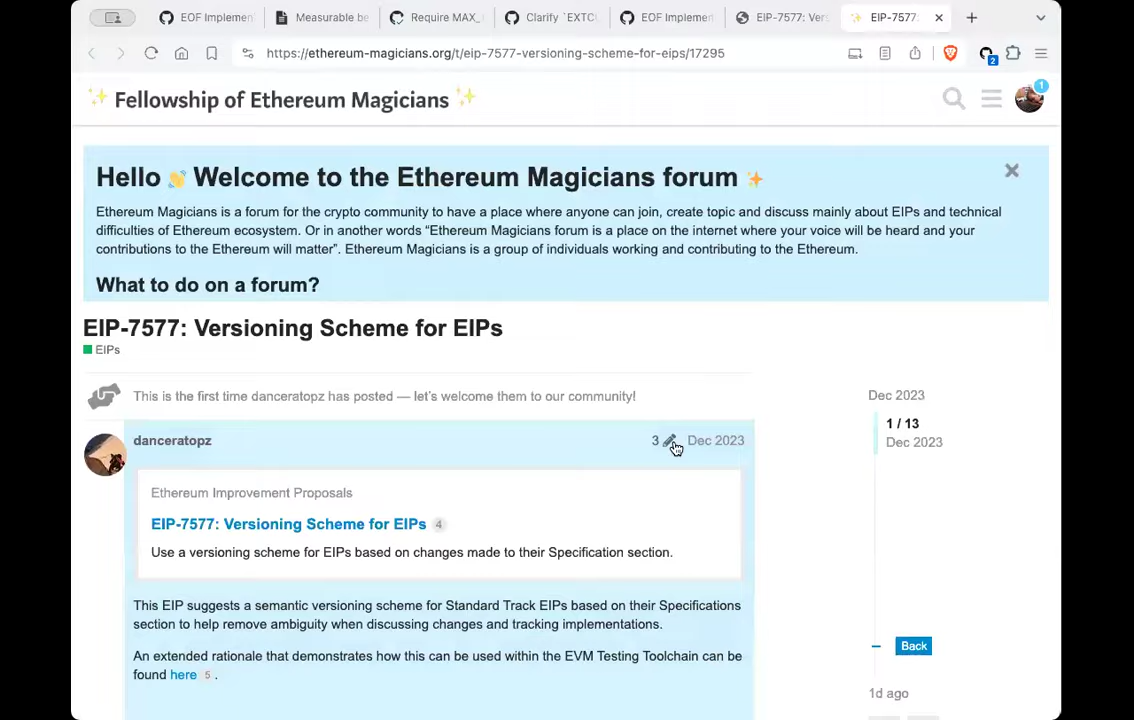 EOF Implemen
Measurable be
Require MAX_
Clarify `EXTC
EOF Implemen
EIP-7577: Vers
EIP-7577:
https://ethereum-magicians.org/t/eip-7577-versioning-scheme-for-eips/17295
2
Fellowship of Ethereum Magicians
1
Hello 👋 Welcome to the Ethereum Magicians forum
Ethereum Magicians is a forum for the crypto community to have a place where anyone can join, create topic and discuss mainly about EIPs and technical
difficulties of Ethereum ecosystem. Or in another words “Ethereum Magicians forum is a place on the internet where your voice will be heard and your
contributions to the Ethereum will matter”. Ethereum Magicians is a group of individuals working and contributing to the Ethereum.
What to do on a forum?
EIP-7577: Versioning Scheme for EIPs
EIPs
This is the first time danceratopz has posted — let’s welcome them to our community!
danceratopz
3
Dec 2023
Ethereum Improvement Proposals
EIP-7577: Versioning Scheme for EIPs 4
Use a versioning scheme for EIPs based on changes made to their Specification section.
This EIP suggests a semantic versioning scheme for Standard Track EIPs based on their Specifications
section to help remove ambiguity when discussing changes and tracking implementations.
An extended rationale that demonstrates how this can be used within the EVM Testing Toolchain can be
found here 5 .
Dec 2023
1 / 13
Dec 2023
Back
1d ago